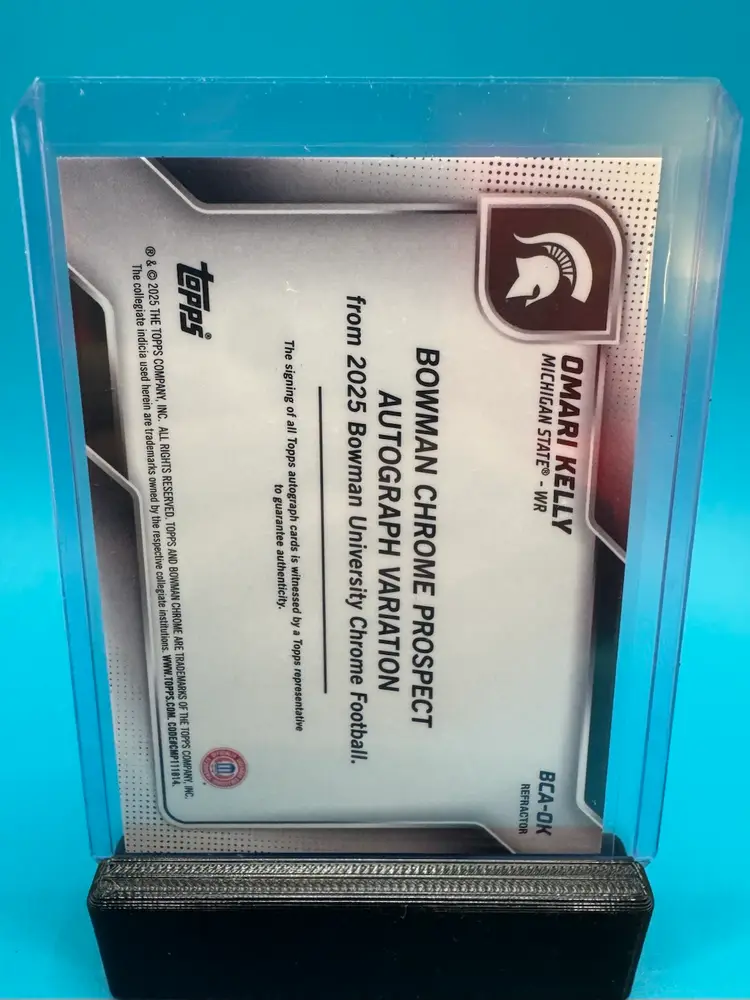 OMARI KELLY
MICHIGAN STATE® - WR
BCA-OK
REFRACTOR
BOWMAN CHROME PROSPECT
AUTOGRAPH VARIATION
from 2025 Bowman University Chrome Football.
The signing of all Topps autograph cards is witnessed by a Topps representative
to guarantee authenticity.
topps®
® & © 2025 THE TOPPS COMPANY, INC. ALL RIGHTS RESERVED. TOPPS AND BOWMAN CHROME ARE TRADEMARKS OF THE TOPPS COMPANY, INC.
The collegiate indicia used herein are trademarks owned by the respective collegiate institutions. WWW.TOPPS.COM. CODE#CMP111814.